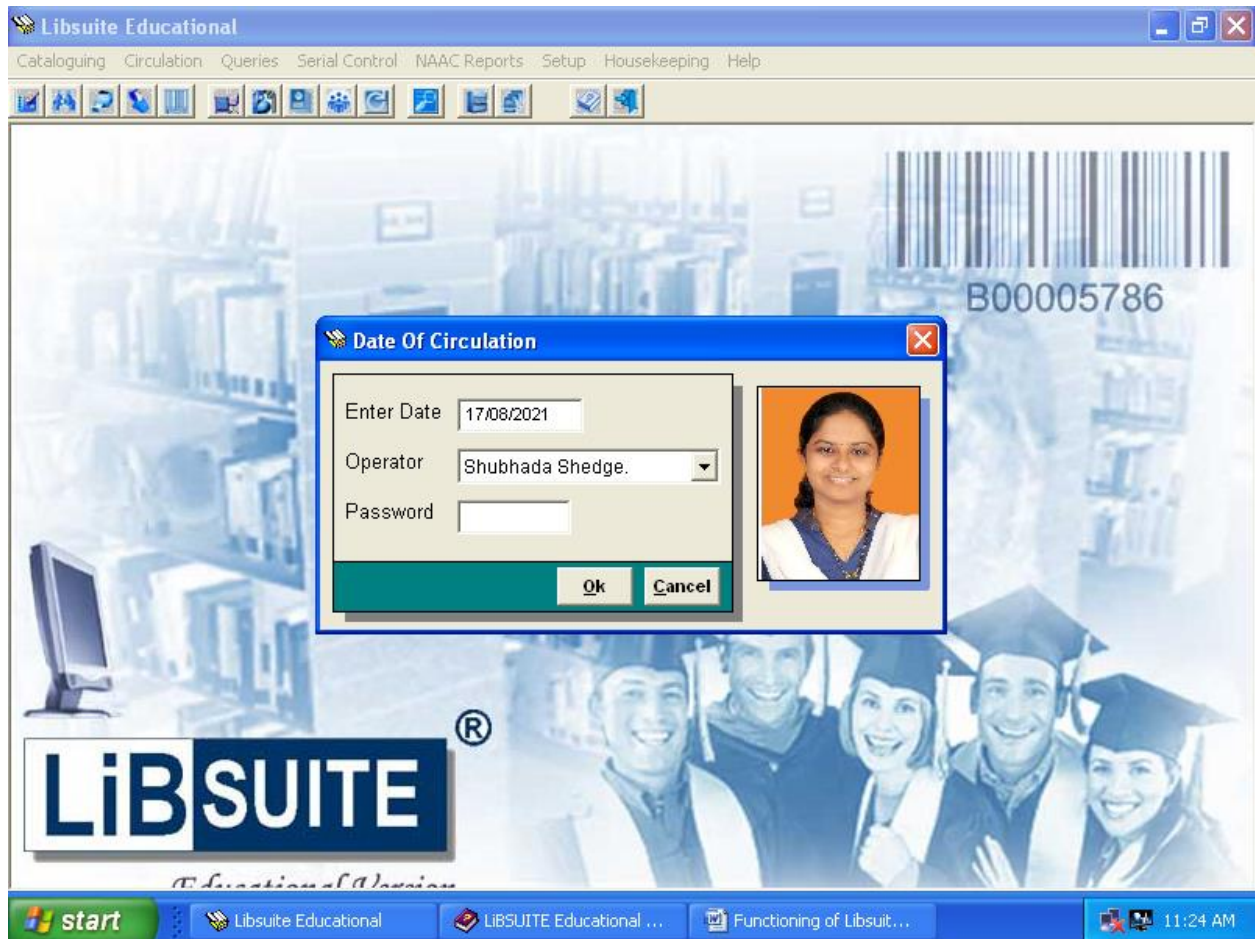 Libsuite Educational
Cataloguing Circulation Queries Serial Control NAAC Reports Setup Housekeeping Help
B00005786
Date Of Circulation
Enter Date 17/08/2021
Operator Shubhada Shedge.
Password
Ok Cancel
®
LiBSUITE
Educational Version
start Libsuite Educational LiBSUITE Educational ... Functioning of Libsuit... 11:24 AM